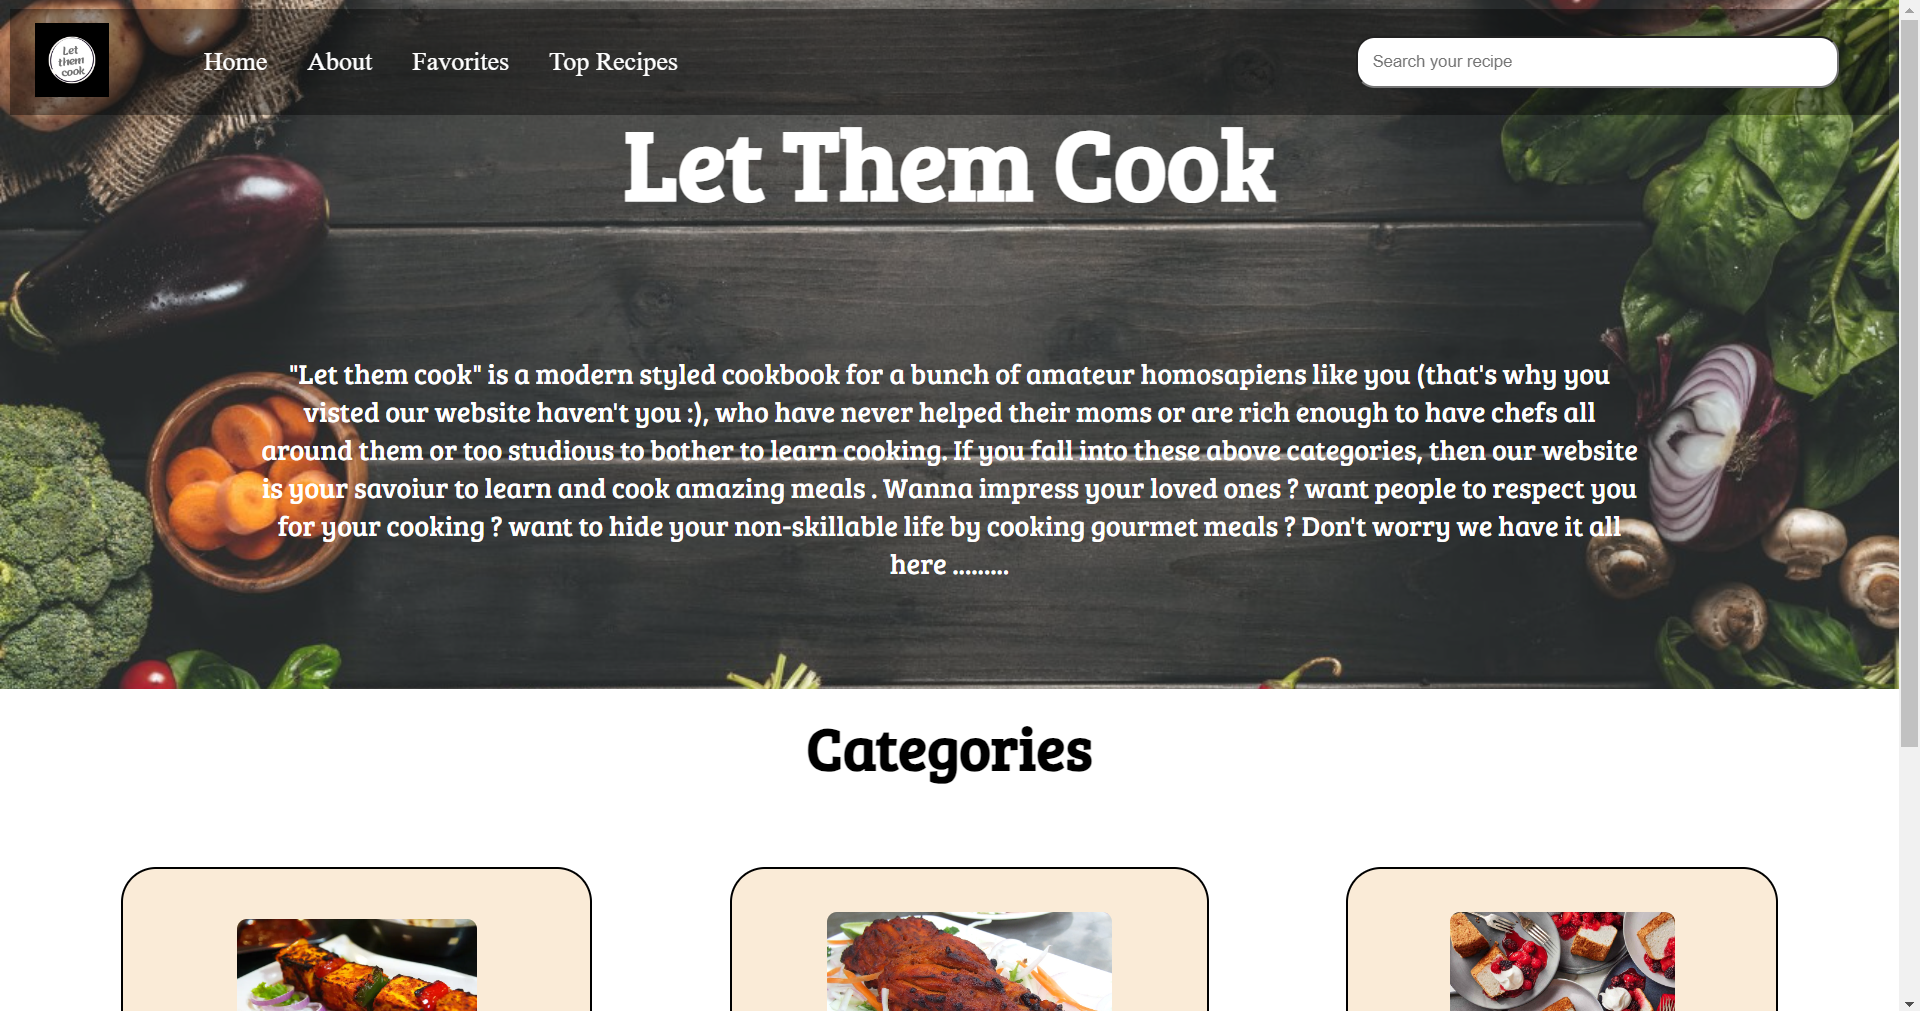 Let
them
cook
Home About Favorites Top Recipes
Search your recipe
Let Them Cook
"Let them cook" is a modern styled cookbook for a bunch of amateur homosapiens like you (that's why you
visted our website haven't you :), who have never helped their moms or are rich enough to have chefs all
around them or too studious to bother to learn cooking. If you fall into these above categories, then our website
is your savoiur to learn and cook amazing meals . Wanna impress your loved ones ? want people to respect you
for your cooking ? want to hide your non-skillable life by cooking gourmet meals ? Don't worry we have it all
here .........
Categories